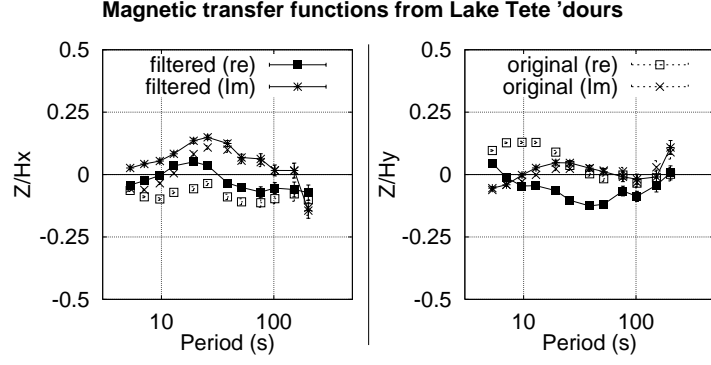 Magnetic transfer functions from Lake Tete 'dours
0.5
0.25
0
-0.25
-0.5
Z/Hx
filtered (re)
filtered (Im)
10 100
Period (s)
0.5
0.25
0
-0.25
-0.5
Z/Hy
original (re)
original (Im)
10 100
Period (s)